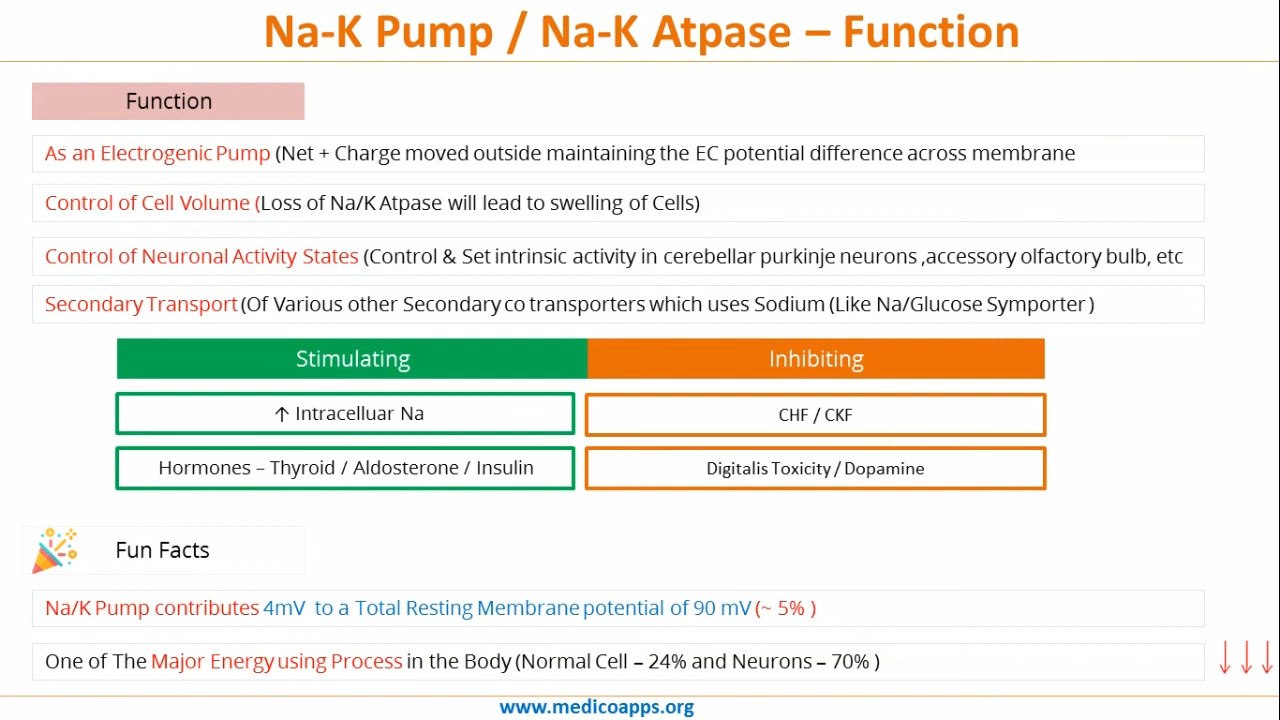 Na-K Pump / Na-K Atpase – Function
Function
As an Electrogenic Pump (Net + Charge moved outside maintaining the EC potential difference across membrane
Control of Cell Volume (Loss of Na/K Atpase will lead to swelling of Cells)
Control of Neuronal Activity States (Control & Set intrinsic activity in cerebellar purkinje neurons ,accessory olfactory bulb, etc
Secondary Transport (Of Various other Secondary co transporters which uses Sodium (Like Na/Glucose Symporter )
Stimulating
Inhibiting
↑ Intracelluar Na
CHF / CKF
Hormones – Thyroid / Aldosterone / Insulin
Digitalis Toxicity / Dopamine
Fun Facts
Na/K Pump contributes 4mV to a Total Resting Membrane potential of 90 mV (~ 5% )
One of The Major Energy using Process in the Body (Normal Cell – 24% and Neurons – 70% )
www.medicoapps.org